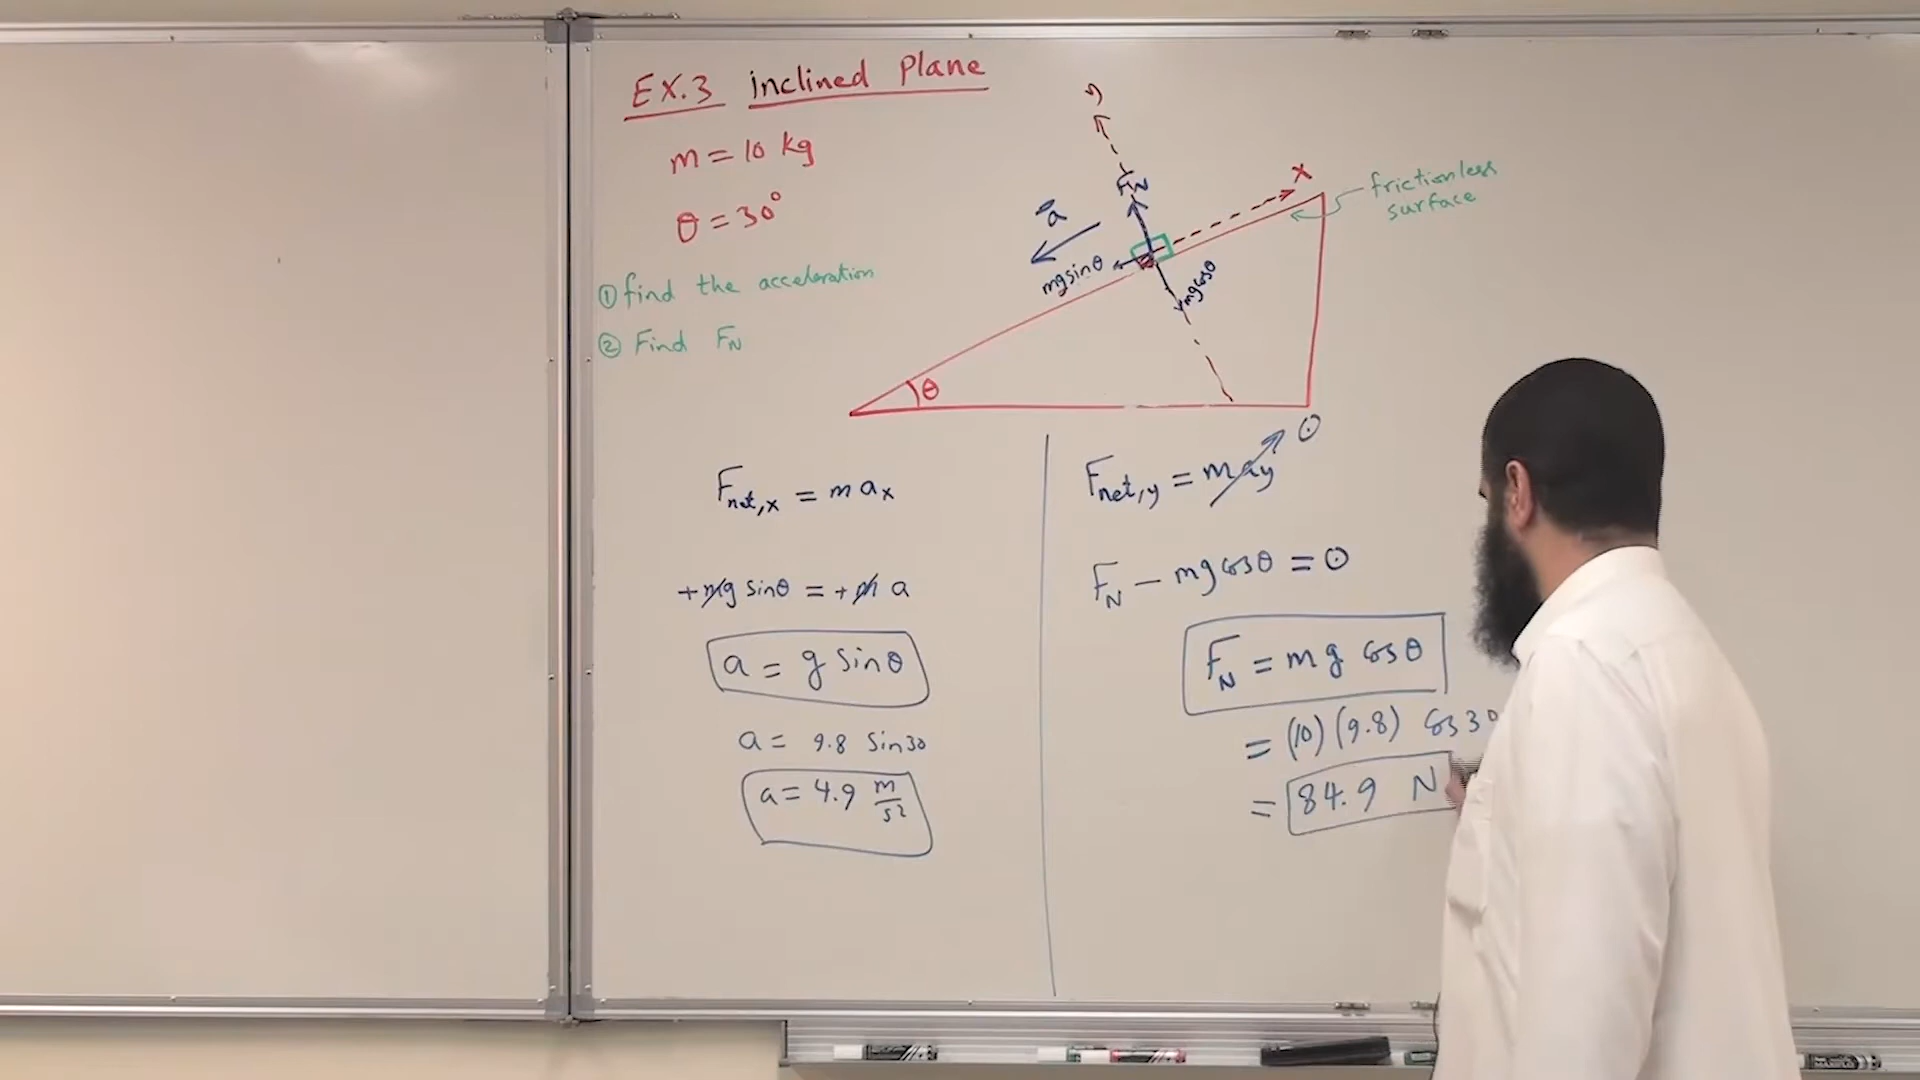 EX.3 inclined Plane
m = 10 kg
θ = 30°
① find the acceleration
② Find F_N
y
F_N
x
frictionless
surface
a⃗
mg sinθ
mg cosθ
θ
F_net,x = m a_x
+mg sinθ = +m a
a = g sinθ
a = 9.8 sin30
a = 4.9 m/s²
F_net,y = m a_y 0
F_N − mg cosθ = 0
F_N = mg cosθ
= (10) (9.8) cos 30
= 84.9 N